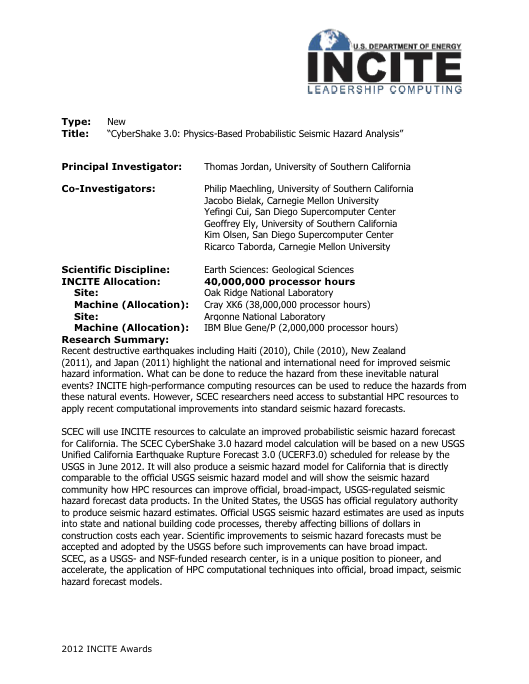 U.S. DEPARTMENT OF ENERGY
INCITE
LEADERSHIP COMPUTING
Type: New
Title: “CyberShake 3.0: Physics-Based Probabilistic Seismic Hazard Analysis”
Principal Investigator: Thomas Jordan, University of Southern California
Co-Investigators: Philip Maechling, University of Southern California
Jacobo Bielak, Carnegie Mellon University
Yefingi Cui, San Diego Supercomputer Center
Geoffrey Ely, University of Southern California
Kim Olsen, San Diego Supercomputer Center
Ricarco Taborda, Carnegie Mellon University
Scientific Discipline: Earth Sciences: Geological Sciences
INCITE Allocation: 40,000,000 processor hours
Site: Oak Ridge National Laboratory
Machine (Allocation): Cray XK6 (38,000,000 processor hours)
Site: Argonne National Laboratory
Machine (Allocation): IBM Blue Gene/P (2,000,000 processor hours)
Research Summary:
Recent destructive earthquakes including Haiti (2010), Chile (2010), New Zealand
(2011), and Japan (2011) highlight the national and international need for improved seismic
hazard information. What can be done to reduce the hazard from these inevitable natural
events? INCITE high-performance computing resources can be used to reduce the hazards from
these natural events. However, SCEC researchers need access to substantial HPC resources to
apply recent computational improvements into standard seismic hazard forecasts.
SCEC will use INCITE resources to calculate an improved probabilistic seismic hazard forecast
for California. The SCEC CyberShake 3.0 hazard model calculation will be based on a new USGS
Unified California Earthquake Rupture Forecast 3.0 (UCERF3.0) scheduled for release by the
USGS in June 2012. It will also produce a seismic hazard model for California that is directly
comparable to the official USGS seismic hazard model and will show the seismic hazard
community how HPC resources can improve official, broad-impact, USGS-regulated seismic
hazard forecast data products. In the United States, the USGS has official regulatory authority
to produce seismic hazard estimates. Official USGS seismic hazard estimates are used as inputs
into state and national building code processes, thereby affecting billions of dollars in
construction costs each year. Scientific improvements to seismic hazard forecasts must be
accepted and adopted by the USGS before such improvements can have broad impact.
SCEC, as a USGS- and NSF-funded research center, is in a unique position to pioneer, and
accelerate, the application of HPC computational techniques into official, broad impact, seismic
hazard forecast models.
2012 INCITE Awards